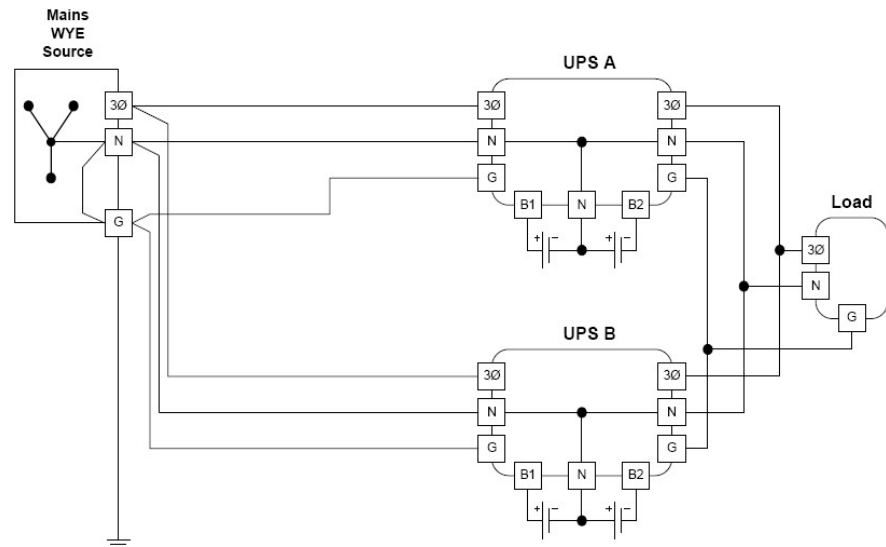 Mains
WYE
Source
UPS A
3Ø
3Ø
3Ø
N
N
N
G
G
G
B1
N
B2
+ − + −
Load
3Ø
N
G
UPS B
3Ø
3Ø
N
N
G
G
B1
N
B2
+ − + −